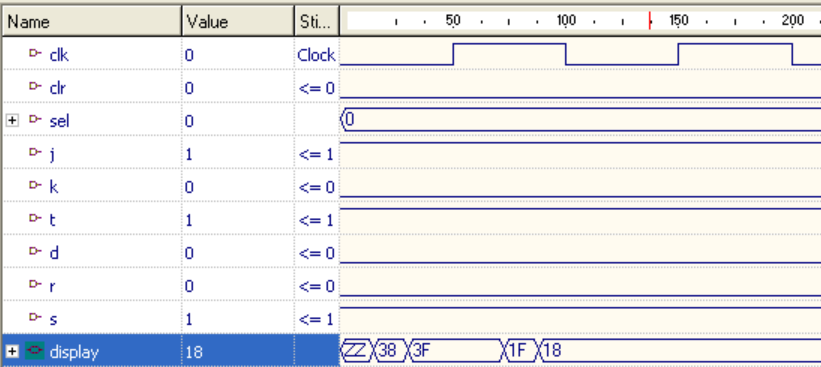 Name Value Sti... 50 100 150 200
clk 0 Clock
clr 0 <= 0
sel 0 0
j 1 <= 1
k 0 <= 0
t 1 <= 1
d 0 <= 0
r 0 <= 0
s 1 <= 1
display 18 ZZ 38 3F 1F 18